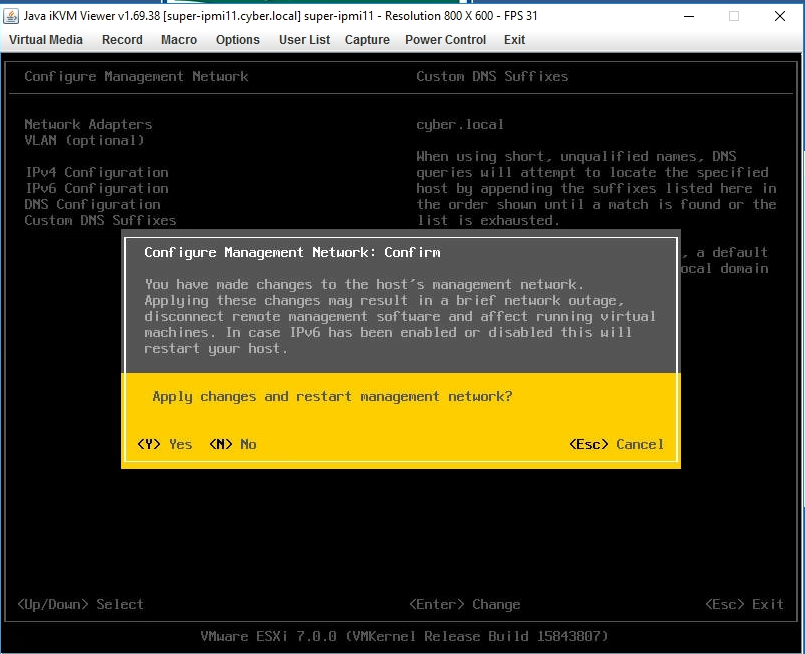 Java iKVM Viewer v1.69.38 [super-ipmi11.cyber.local] super-ipmi11 - Resolution 800 X 600 - FPS 31
Virtual Media Record Macro Options User List Capture Power Control Exit
Configure Management Network
Custom DNS Suffixes
Network Adapters
VLAN (optional)
IPv4 Configuration
IPv6 Configuration
DNS Configuration
Custom DNS Suffixes
cyber.local
When using short, unqualified names, DNS
queries will attempt to locate the specified
host by appending the suffixes listed here in
the order shown until a match is found or the
list is exhausted.
, a default
ocal domain
Configure Management Network: Confirm
You have made changes to the host's management network.
Applying these changes may result in a brief network outage,
disconnect remote management software and affect running virtual
machines. In case IPv6 has been enabled or disabled this will
restart your host.
Apply changes and restart management network?
<Y> Yes <N> No <Esc> Cancel
<Up/Down> Select <Enter> Change <Esc> Exit
VMware ESXi 7.0.0 (VMKernel Release Build 15843807)